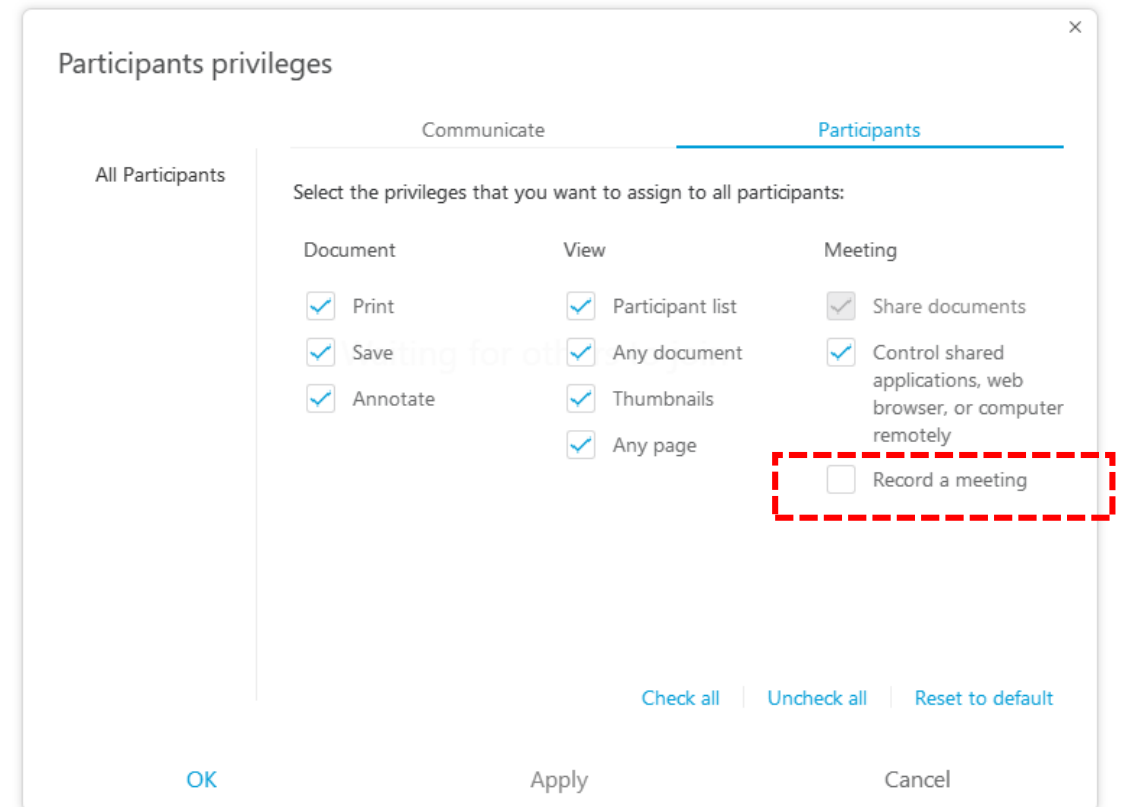 Participants privileges
Communicate
Participants
All Participants
Select the privileges that you want to assign to all participants:
Document
View
Meeting
Print
Participant list
Share documents
Save
Any document
Control shared
applications, web
browser, or computer
remotely
Annotate
Thumbnails
Any page
Record a meeting
Check all
Uncheck all
Reset to default
OK
Apply
Cancel